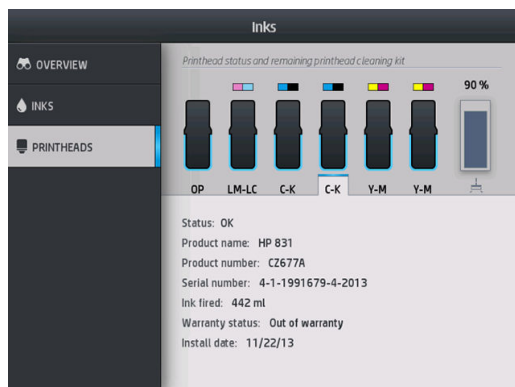 Inks
OVERVIEW
INKS
PRINTHEADS
Printhead status and remaining printhead cleaning kit
90 %
OP LM-LC C-K C-K Y-M Y-M
Status: OK
Product name: HP 831
Product number: CZ677A
Serial number: 4-1-1991679-4-2013
Ink fired: 442 ml
Warranty status: Out of warranty
Install date: 11/22/13